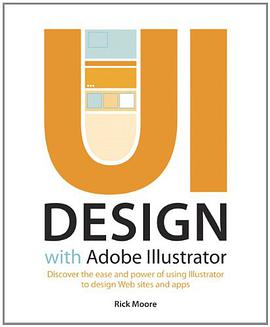 UI
DESIGN
with Adobe Illustrator
Discover the ease and power of using Illustrator
to design Web sites and apps
Rick Moore